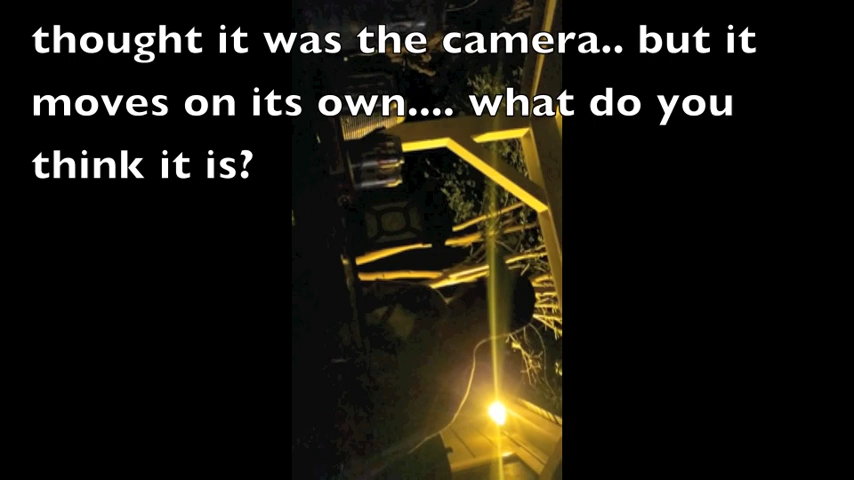 thought it was the camera.. but it
moves on its own.... what do you
think it is?